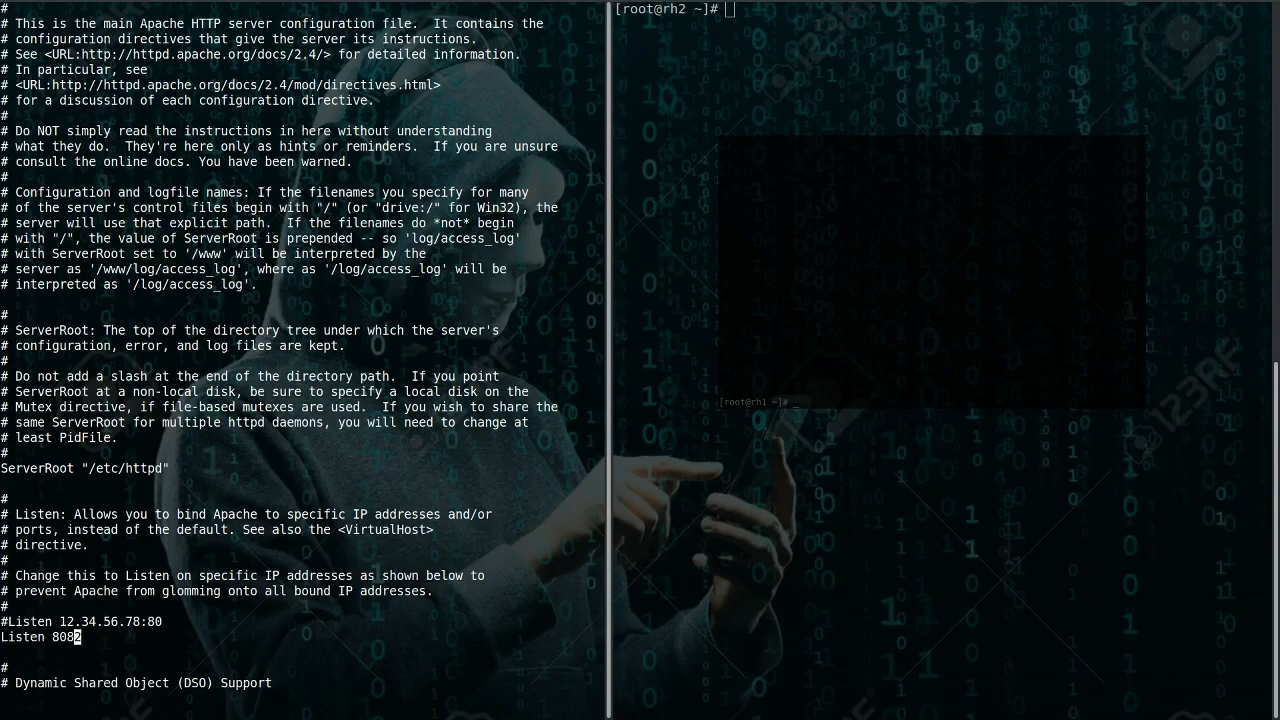 #
# This is the main Apache HTTP server configuration file.  It contains the
# configuration directives that give the server its instructions.
# See <URL:http://httpd.apache.org/docs/2.4/> for detailed information.
# In particular, see
# <URL:http://httpd.apache.org/docs/2.4/mod/directives.html>
# for a discussion of each configuration directive.
#
# Do NOT simply read the instructions in here without understanding
# what they do.  They're here only as hints or reminders.  If you are unsure
# consult the online docs. You have been warned.
#
# Configuration and logfile names: If the filenames you specify for many
# of the server's control files begin with "/" (or "drive:/" for Win32), the
# server will use that explicit path.  If the filenames do *not* begin
# with "/", the value of ServerRoot is prepended -- so 'log/access_log'
# with ServerRoot set to '/www' will be interpreted by the
# server as '/www/log/access_log', where as '/log/access_log' will be
# interpreted as '/log/access_log'.
#
# ServerRoot: The top of the directory tree under which the server's
# configuration, error, and log files are kept.
#
# Do not add a slash at the end of the directory path.  If you point
# ServerRoot at a non-local disk, be sure to specify a local disk on the
# Mutex directive, if file-based mutexes are used.  If you wish to share the
# same ServerRoot for multiple httpd daemons, you will need to change at
# least PidFile.
#
ServerRoot "/etc/httpd"
#
# Listen: Allows you to bind Apache to specific IP addresses and/or
# ports, instead of the default. See also the <VirtualHost>
# directive.
#
# Change this to Listen on specific IP addresses as shown below to
# prevent Apache from glomming onto all bound IP addresses.
#
#Listen 12.34.56.78:80
Listen 8082
#
# Dynamic Shared Object (DSO) Support
[root@rh2 ~]#
[root@rh1 ~]# _
123RF
123RF
123RF